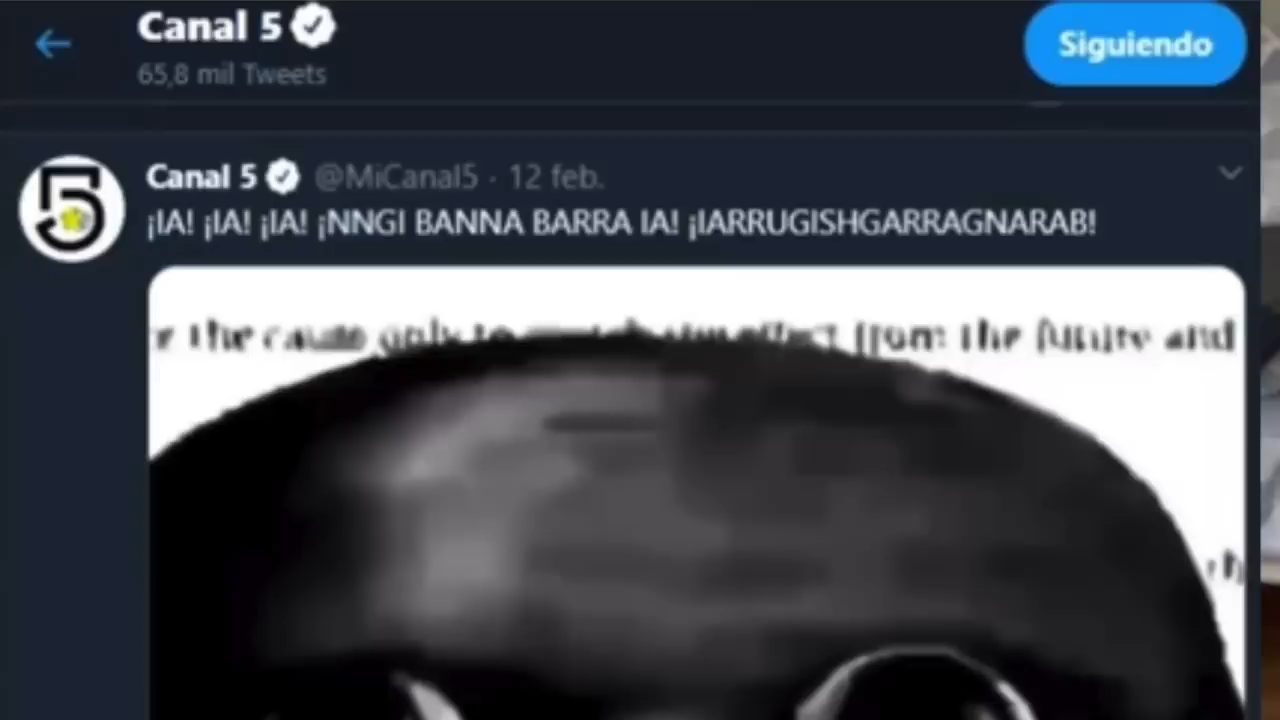 Canal 5
65,8 mil Tweets
Siguiendo
Canal 5 @MiCanal5 · 12 feb.
¡IA! ¡IA! ¡IA! ¡NNGI BANNA BARRA IA! ¡IARRUGISHGARRAGNARAB!
5
the cause only to effect from the future and